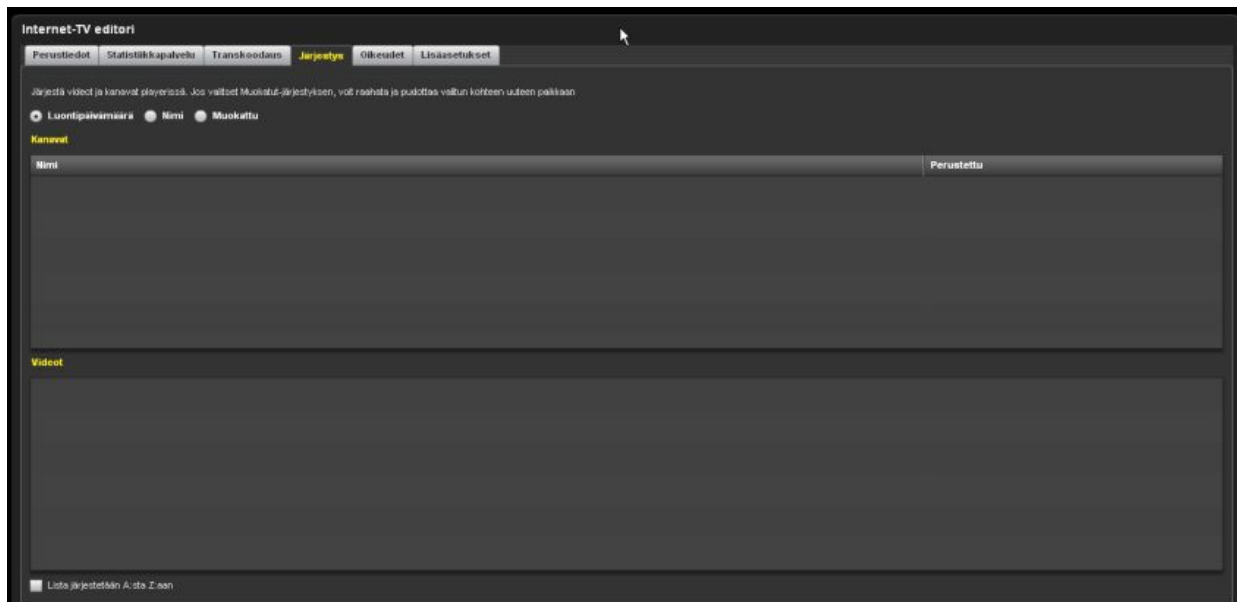 Internet-TV editori
Perustiedot Statistiikkapalvelu Transkoodaus Järjestys Oikeudet Lisäasetukset
Järjestä videot ja kanavat playerissä. Jos valitset Muokatut-järjestyksen, voit raahata ja pudottaa valitun kohteen uuteen paikkaan
Luontipäivämäärä Nimi Muokattu
Kanavat
Nimi Perustettu
Videot
Lista järjestetään A:sta Z:aan